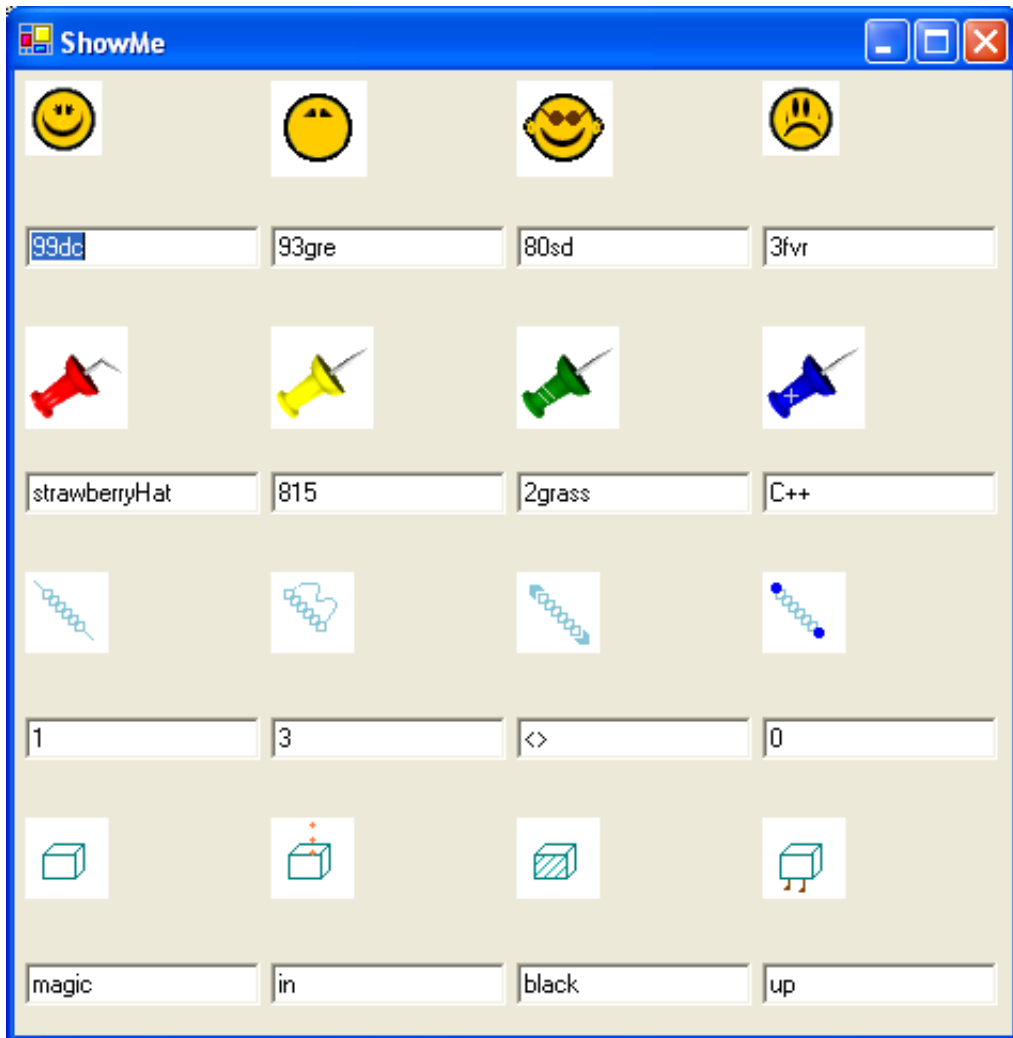 ShowMe
99dc 93gre 80sd 3fvr
strawberryHat 815 2grass C++
1 3 <> 0
magic in black up